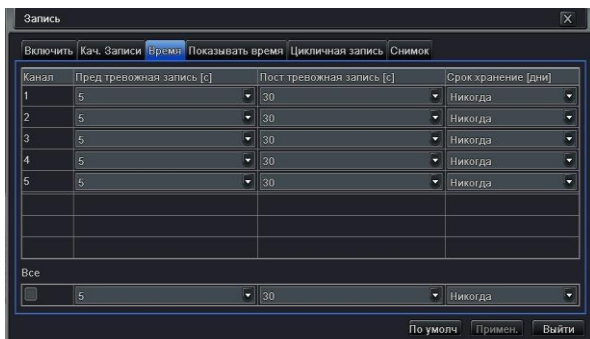 Запись
Включить Кач. Записи Время Показывать время Цикличная запись Снимок
Канал Пред тревожная запись [с] Пост тревожная запись [с] Срок хранение [дни]
1 5 30 Никогда
2 5 30 Никогда
3 5 30 Никогда
4 5 30 Никогда
5 5 30 Никогда
Все
5 30 Никогда
По умолч Примен. Выйти